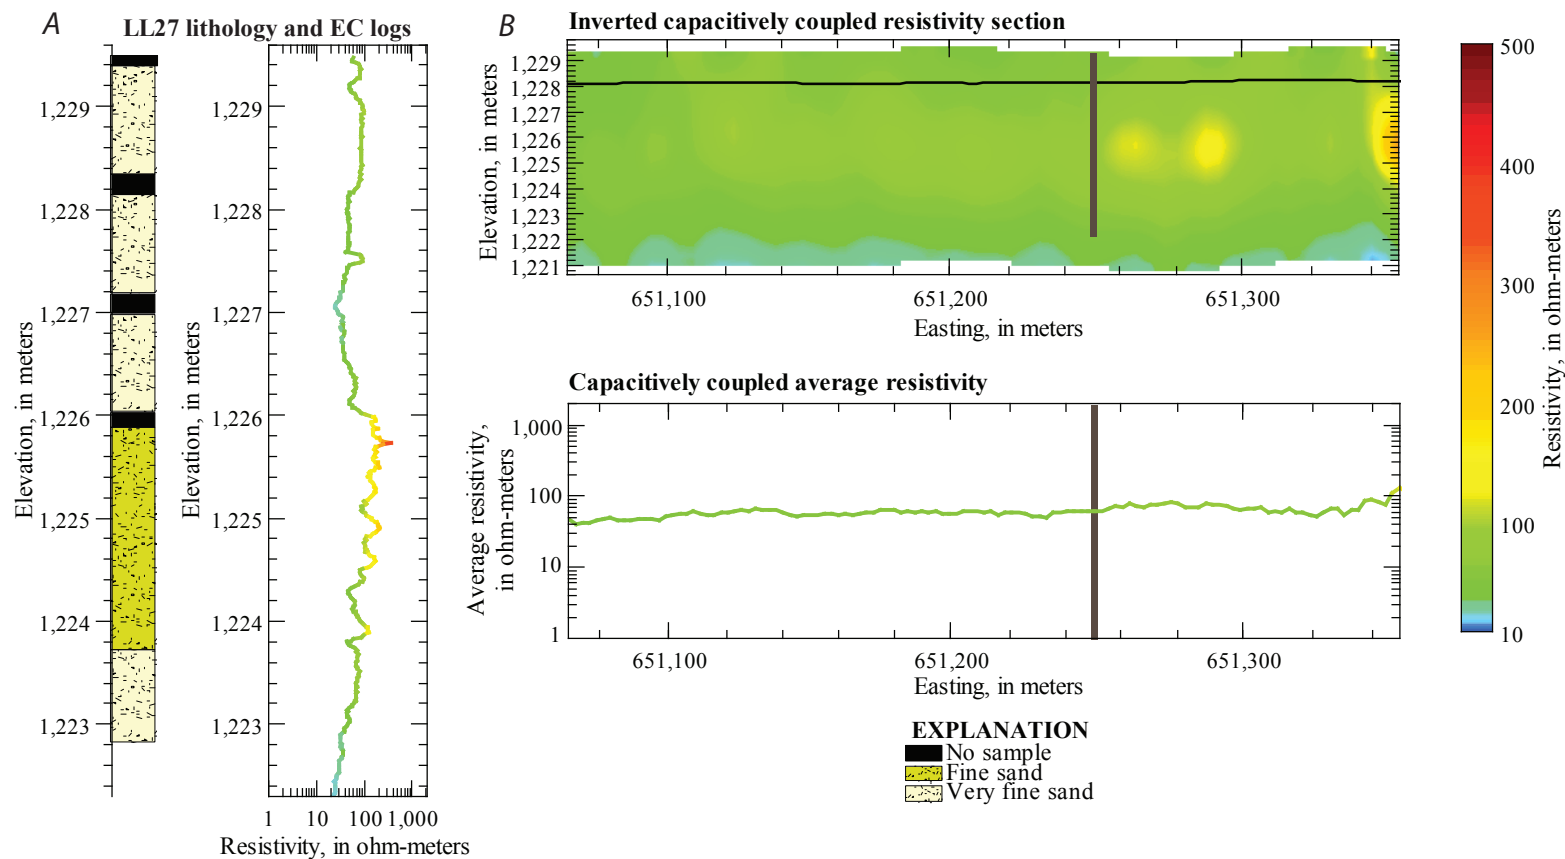 A
LL27 lithology and EC logs
Elevation, in meters
1,229
1,228
1,227
1,226
1,225
1,224
1,223
Elevation, in meters
1,229
1,228
1,227
1,226
1,225
1,224
1,223
1 10 100 1,000
Resistivity, in ohm-meters
B
Inverted capacitively coupled resistivity section
Elevation, in meters
1,229
1,228
1,227
1,226
1,225
1,224
1,223
1,222
1,221
651,100 651,200 651,300
Easting, in meters
Capacitively coupled average resistivity
Average resistivity,
in ohm-meters
1,000
100
10
1
651,100 651,200 651,300
Easting, in meters
EXPLANATION
No sample
Fine sand
Very fine sand
500
400
300
200
100
10
Resistivity, in ohm-meters